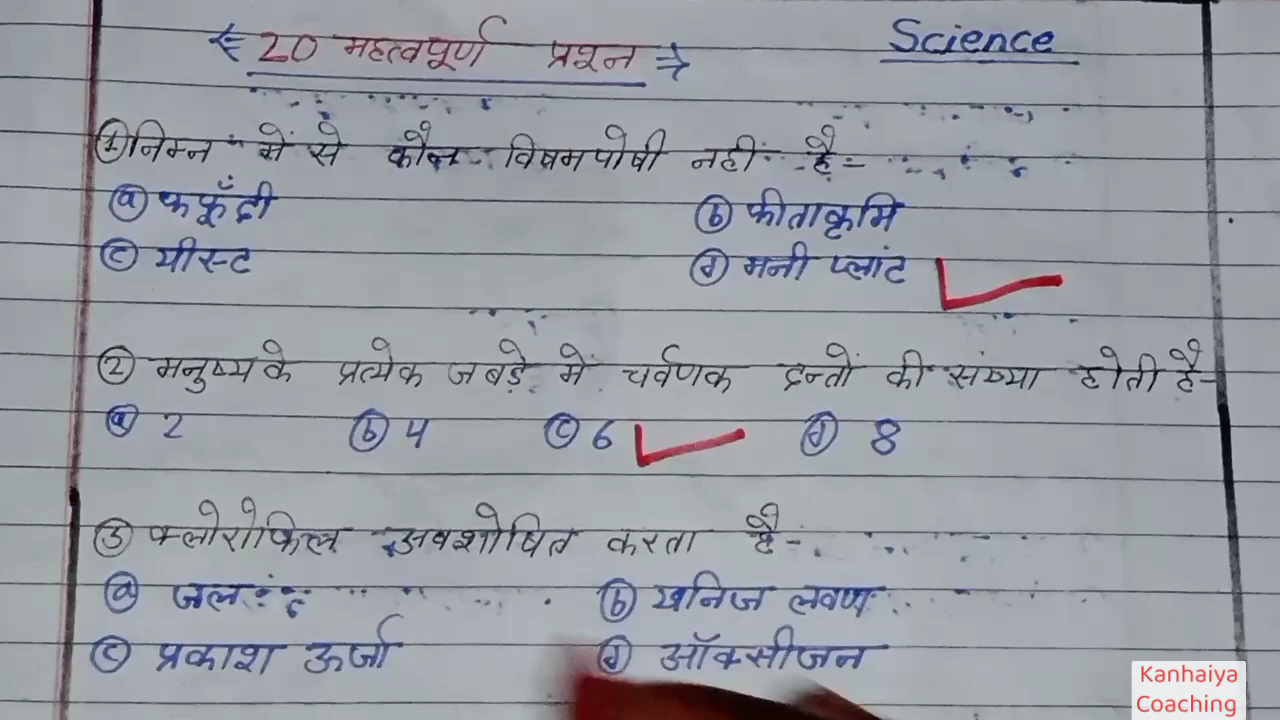 ⇐ 20 महत्वपूर्ण प्रश्न ⇒ Science
① निम्न में से कौन विषमपोषी नहीं है=
ⓐ फफूँदी ⓑ फीताकृमि
ⓒ यीस्ट ⓓ मनी प्लांट
② मनुष्य के प्रत्येक जबड़े में चर्वणक दन्तों की संख्या होती है-
ⓐ 2 ⓑ 4 ⓒ 6 ⓓ 8
③ क्लोरोफिल अवशोषित करता है-
ⓐ जल ⓑ खनिज लवण
ⓒ प्रकाश ऊर्जा ⓓ ऑक्सीजन
Kanhaiya
Coaching